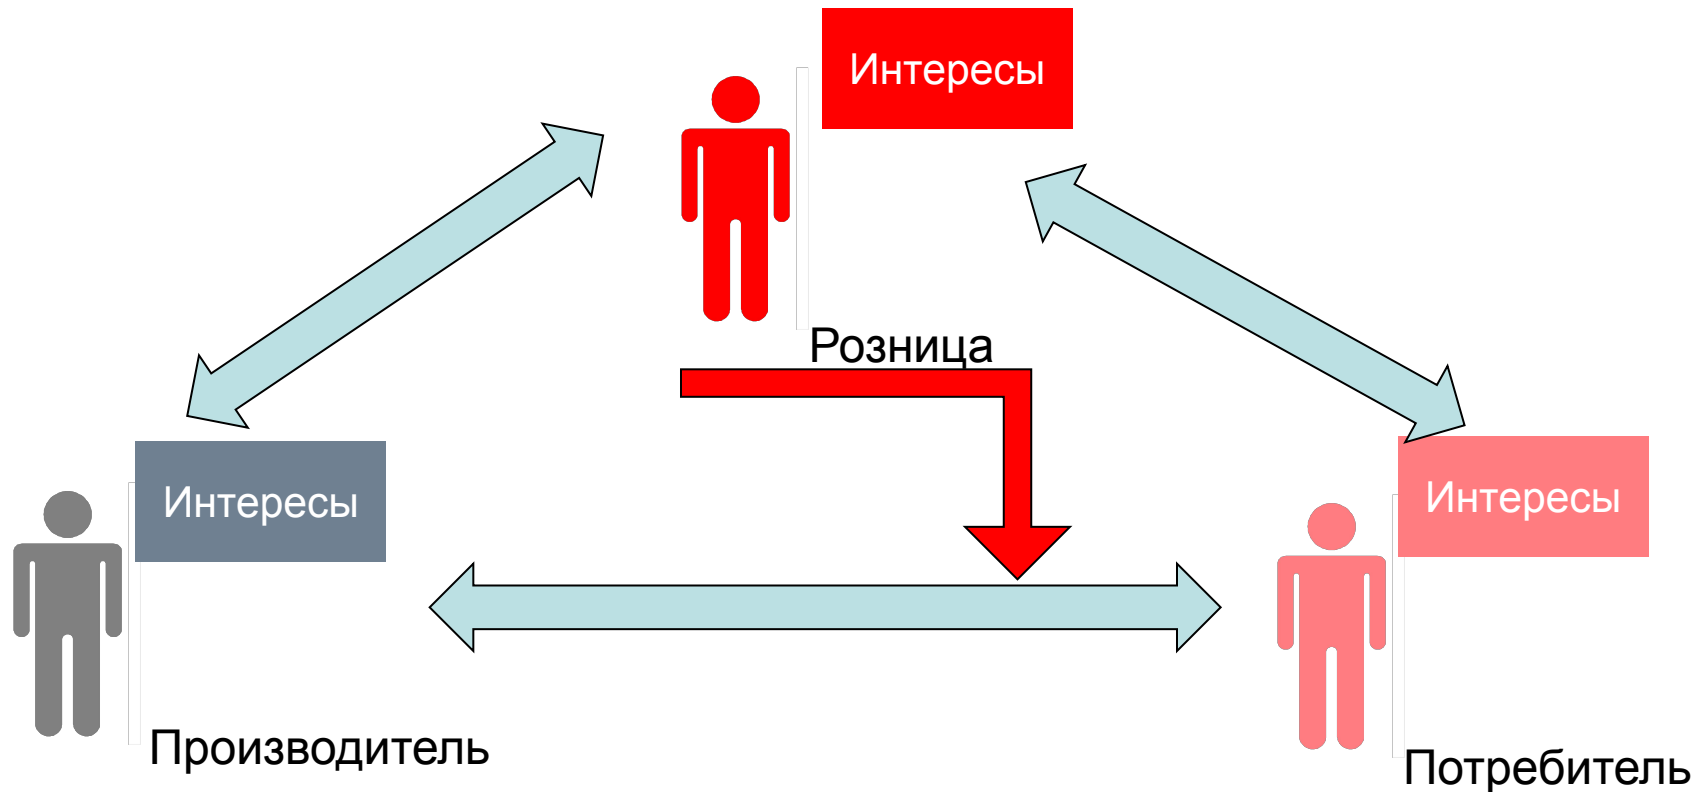 Интересы
Розница
Интересы
Интересы
Производитель
Потребитель